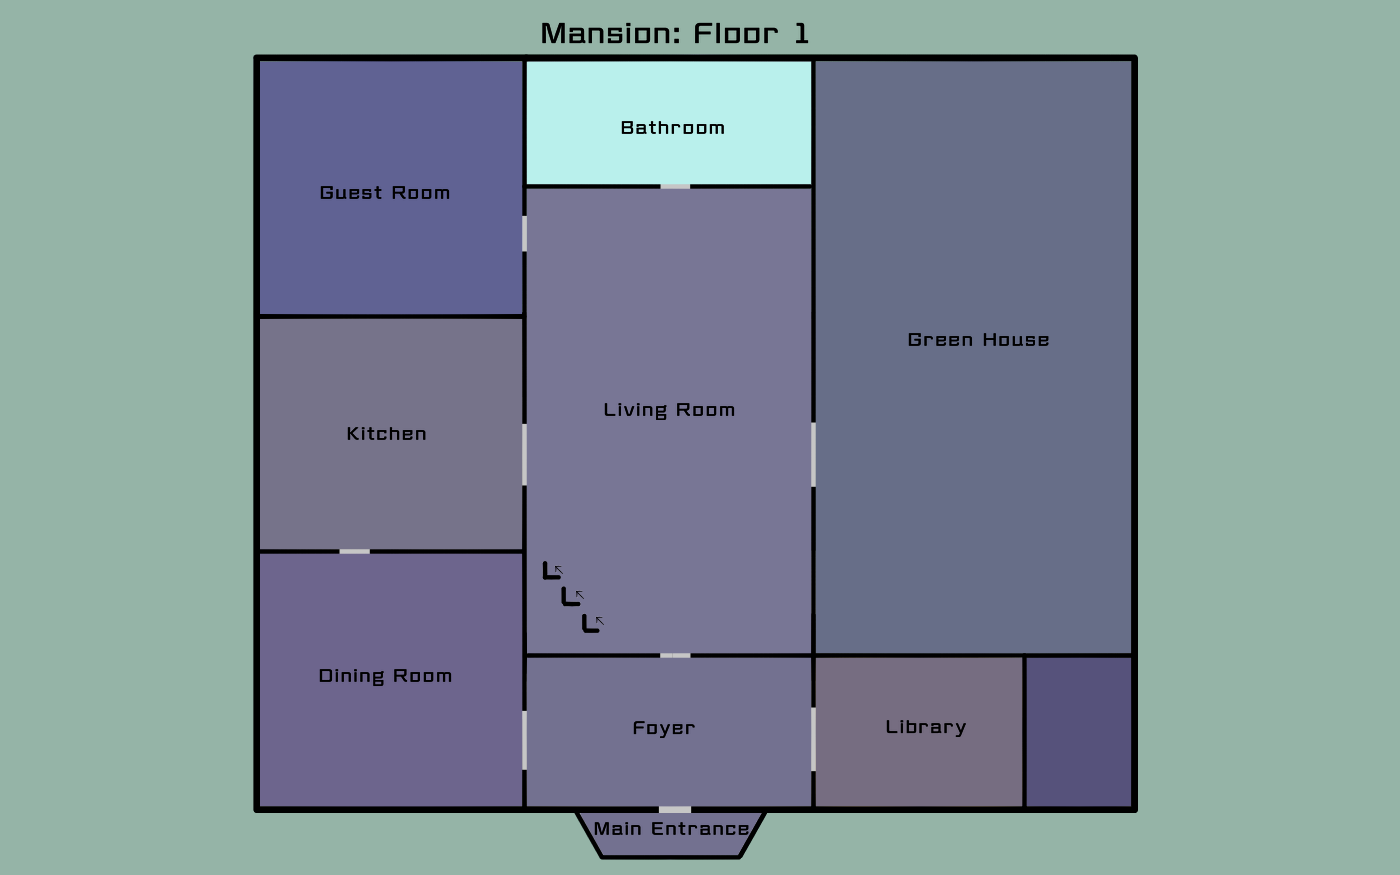 Mansion: Floor 1
Bathroom
Guest Room
Green House
Living Room
Kitchen
Dining Room
Foyer
Library
Main Entrance